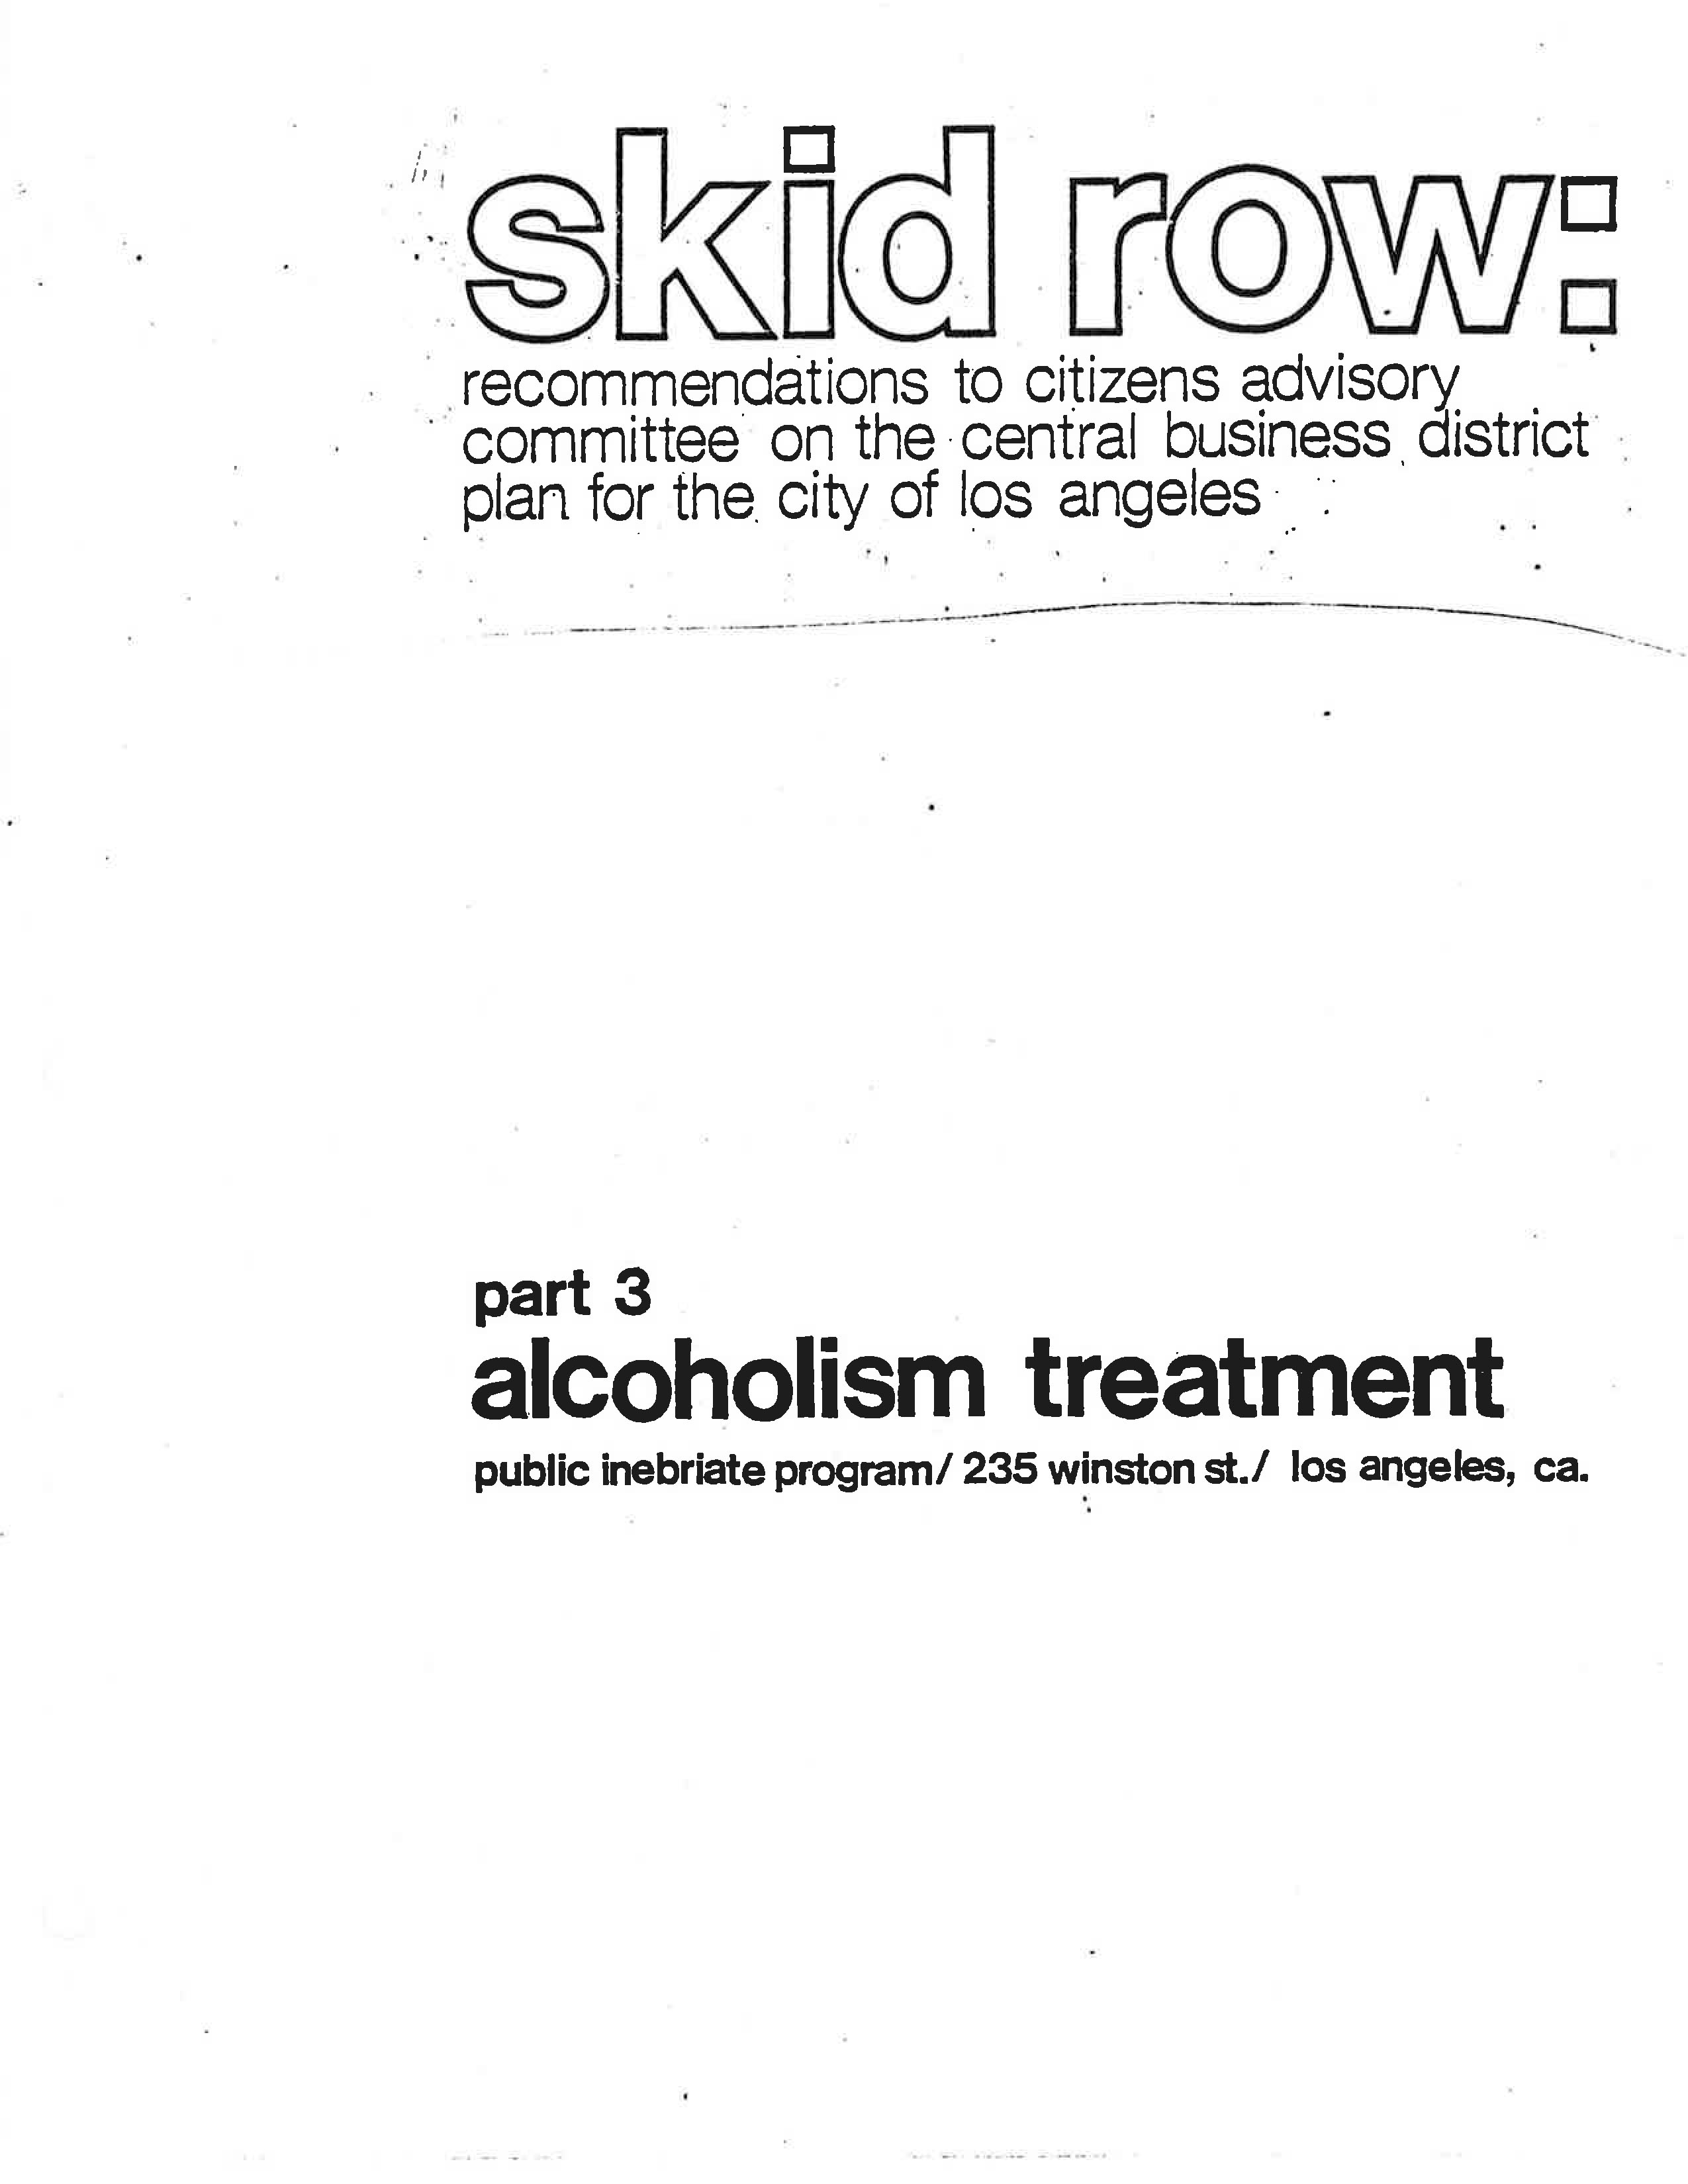 skid row:
recommendations to citizens advisory
committee on the central business district
plan for the city of los angeles
part 3
alcoholism treatment
public inebriate program/ 235 winston st./ los angeles, ca.